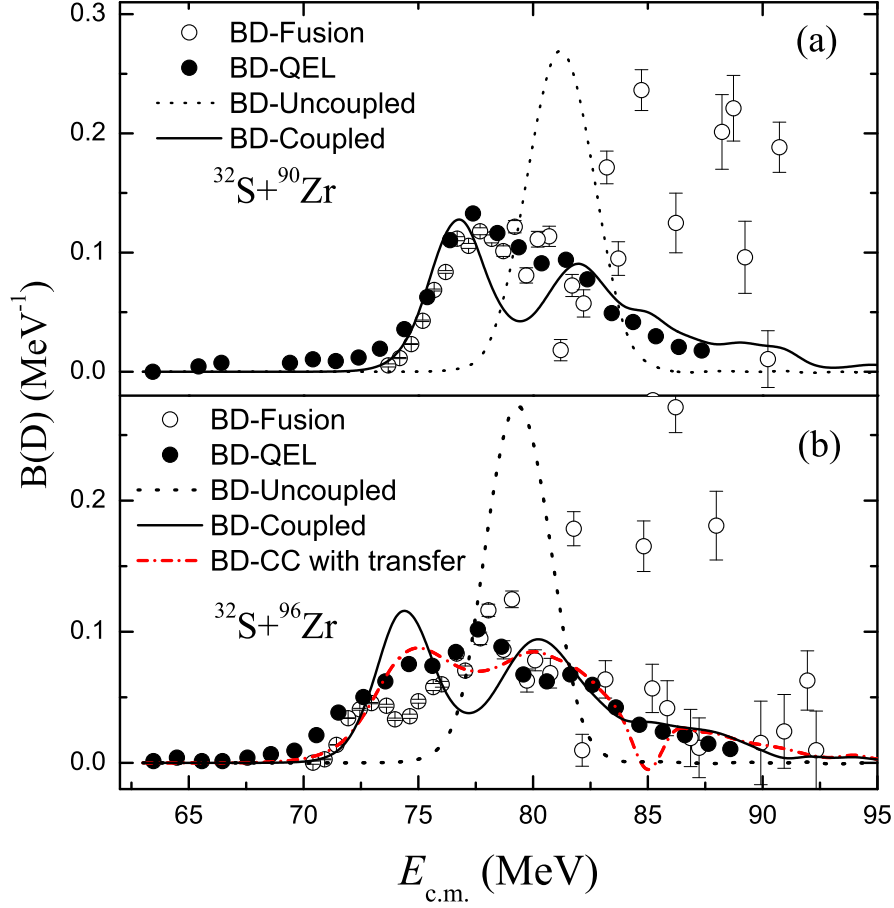 0.3
(a)
BD-Fusion
BD-QEL
BD-Uncoupled
BD-Coupled
³²S+⁹⁰Zr
0.2
0.1
0.0
B(D) (MeV⁻¹)
(b)
BD-Fusion
BD-QEL
BD-Uncoupled
BD-Coupled
BD-CC with transfer
³²S+⁹⁶Zr
0.2
0.1
0.0
65 70 75 80 85 90 95
E c.m. (MeV)